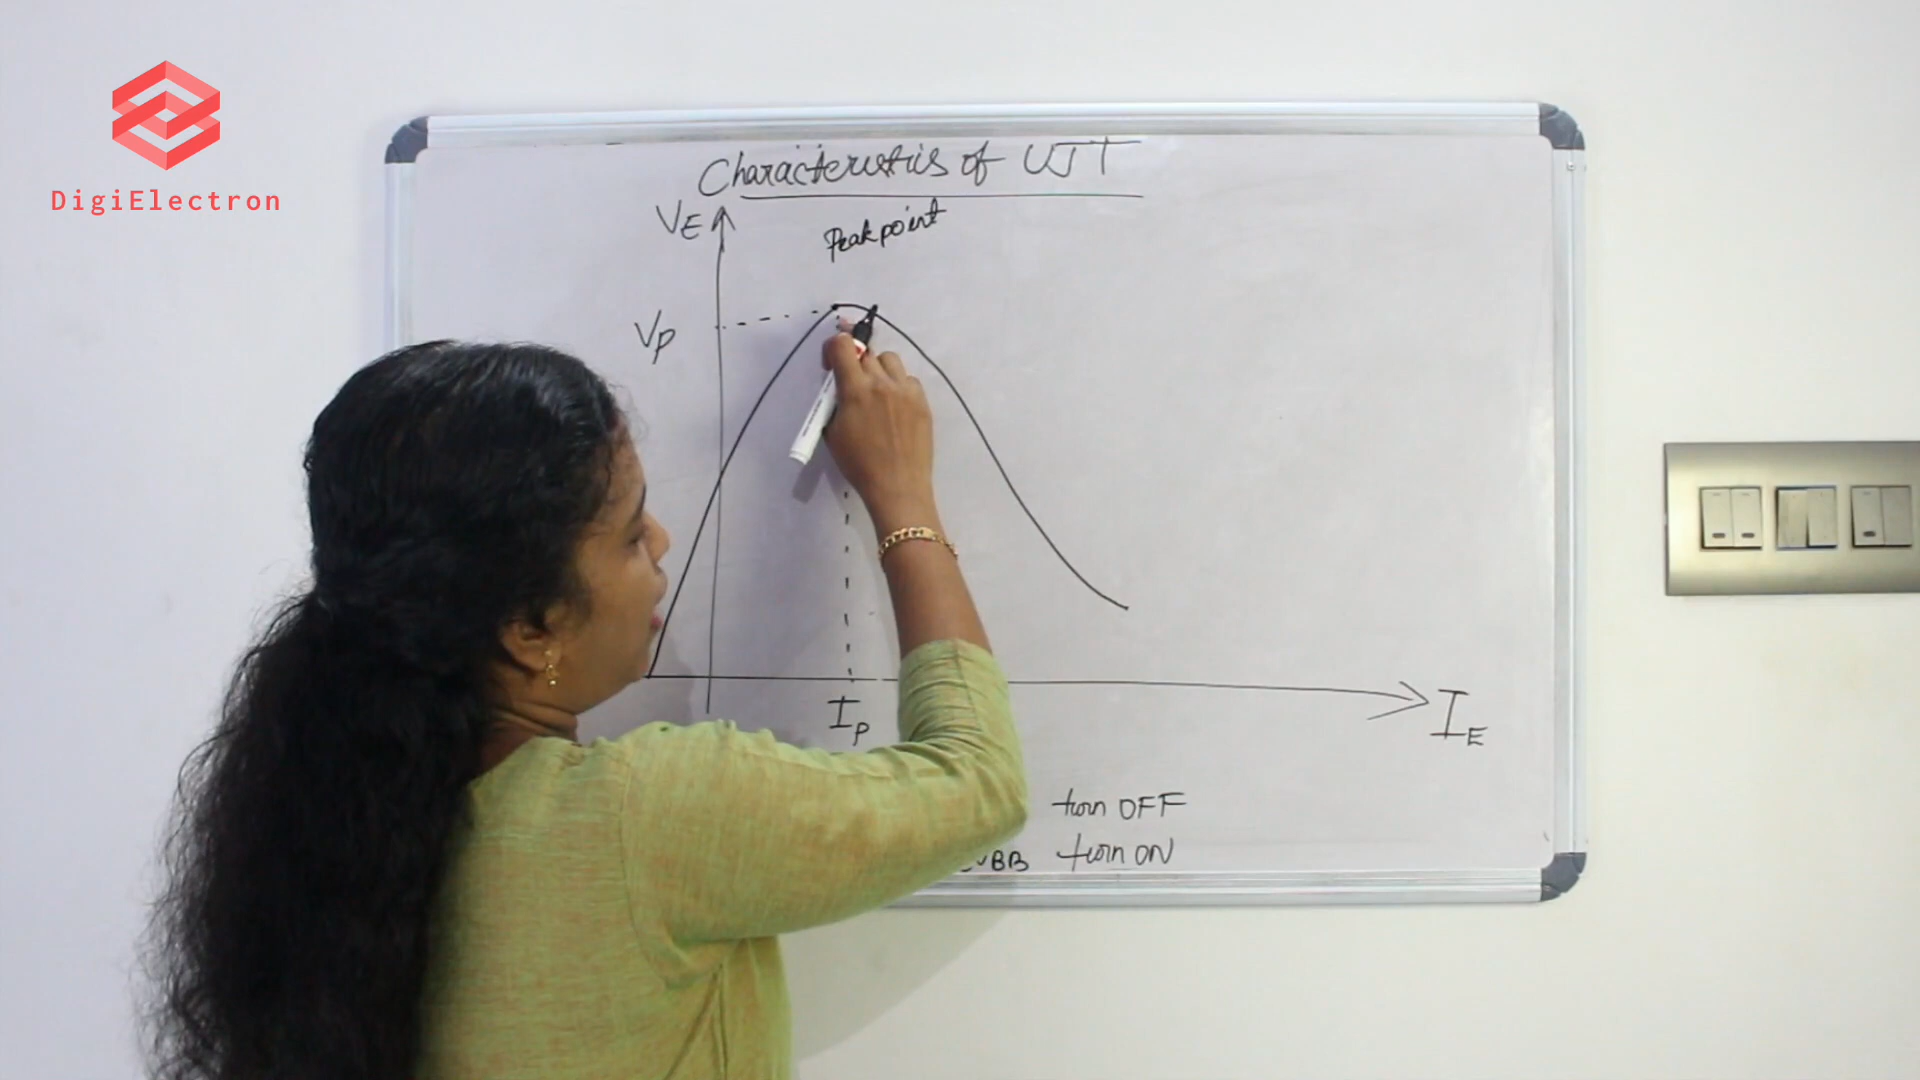 DigiElectron
Characteristics of UJT
VE
Peak point
VP
IP
IE
turn OFF
VBB turn ON